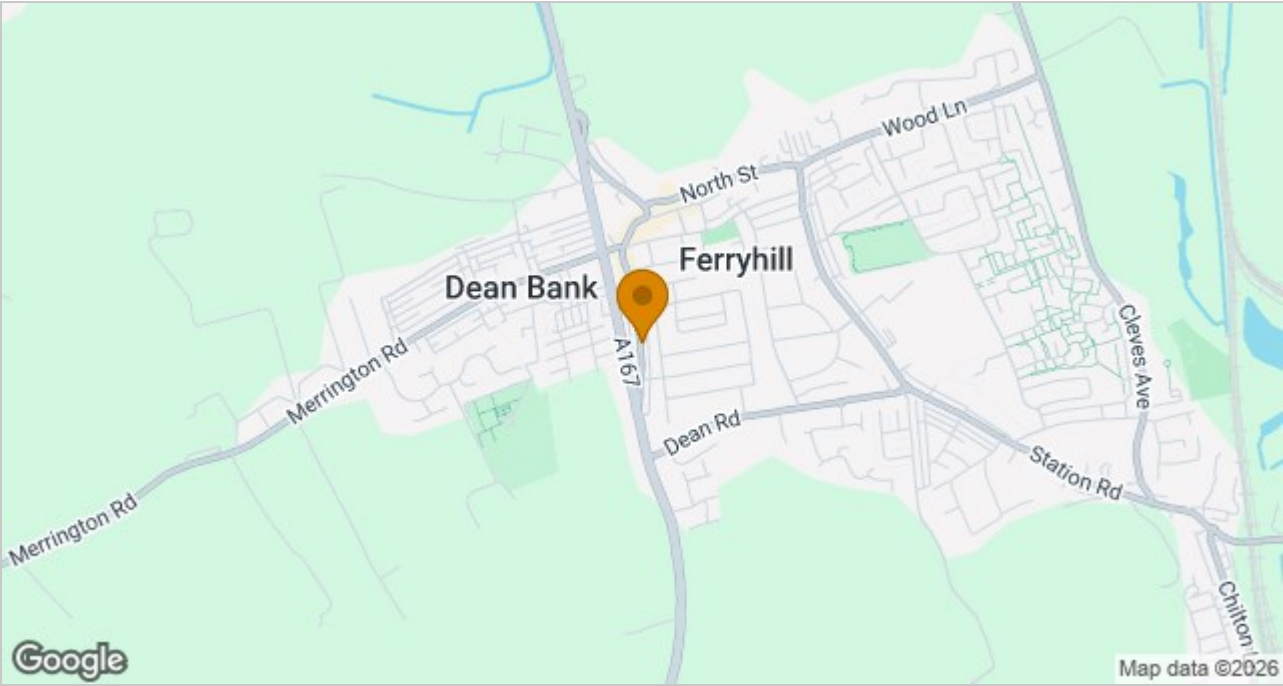 Wood Ln
North St
Ferryhill
Dean Bank
A167
Cleves Ave
Merrington Rd
Dean Rd
Station Rd
Merrington Rd
Chilton
Google
Map data ©2026